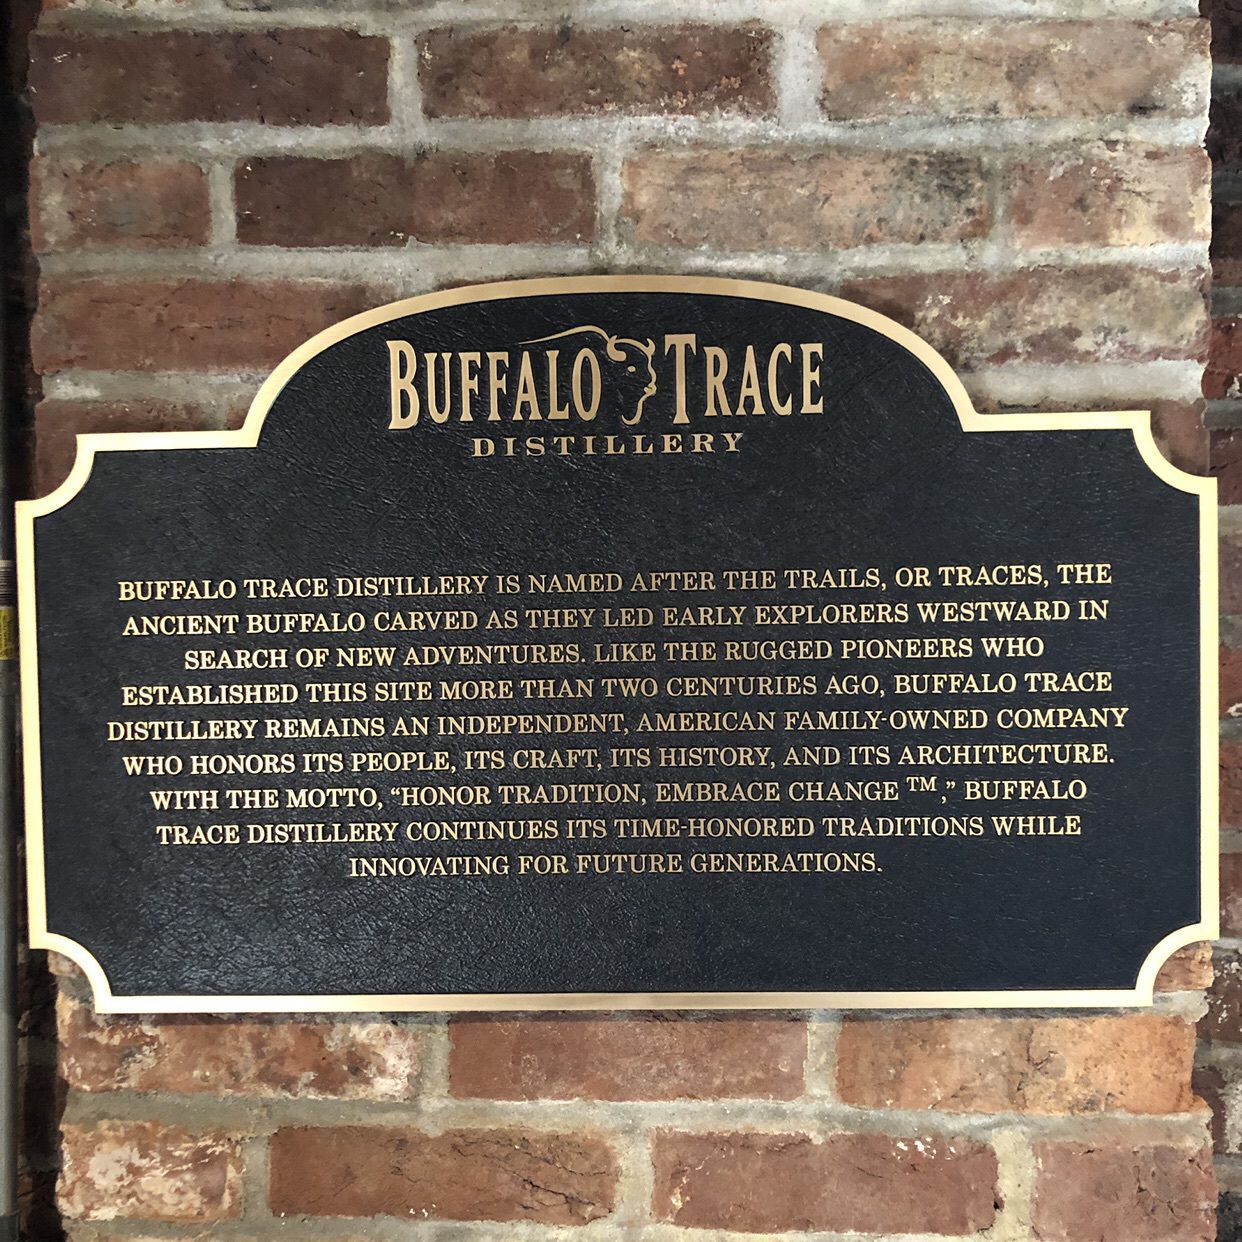 BUFFALO TRACE
DISTILLERY
BUFFALO TRACE DISTILLERY IS NAMED AFTER THE TRAILS, OR TRACES, THE
ANCIENT BUFFALO CARVED AS THEY LED EARLY EXPLORERS WESTWARD IN
SEARCH OF NEW ADVENTURES. LIKE THE RUGGED PIONEERS WHO
ESTABLISHED THIS SITE MORE THAN TWO CENTURIES AGO, BUFFALO TRACE
DISTILLERY REMAINS AN INDEPENDENT, AMERICAN FAMILY-OWNED COMPANY
WHO HONORS ITS PEOPLE, ITS CRAFT, ITS HISTORY, AND ITS ARCHITECTURE.
WITH THE MOTTO, “HONOR TRADITION, EMBRACE CHANGE ™,” BUFFALO
TRACE DISTILLERY CONTINUES ITS TIME-HONORED TRADITIONS WHILE
INNOVATING FOR FUTURE GENERATIONS.